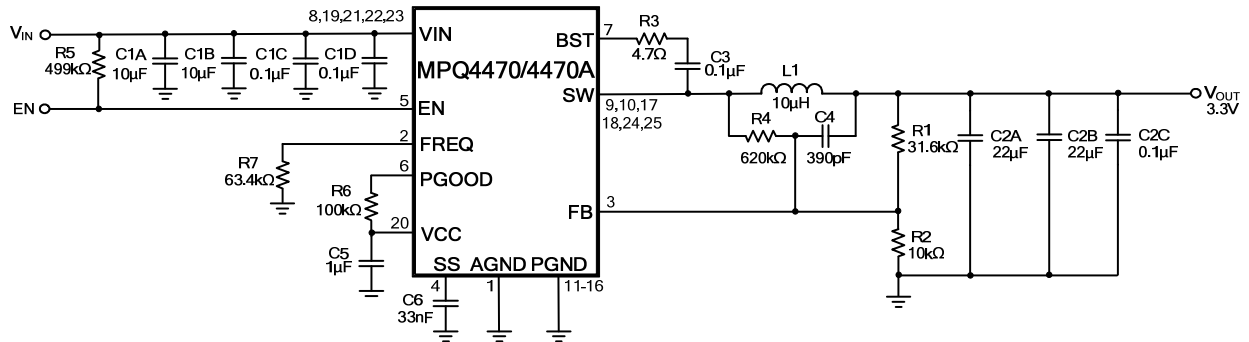 8,19,21,22,23
VIN
R5
499kΩ
C1A
10µF
C1B
10µF
C1C
0.1µF
C1D
0.1µF
VIN
BST
7
R3
4.7Ω
C3
0.1µF
MPQ4470/4470A
L1
10µH
EN
5
EN
SW
9,10,17
18,24,25
VOUT
3.3V
R4
620kΩ
C4
390pF
R1
31.6kΩ
C2A
22µF
C2B
22µF
C2C
0.1µF
2
FREQ
R7
63.4kΩ
6
PGOOD
R6
100kΩ
FB
3
20
VCC
R2
10kΩ
C5
1µF
SS
AGND
PGND
4
1
11-16
C6
33nF